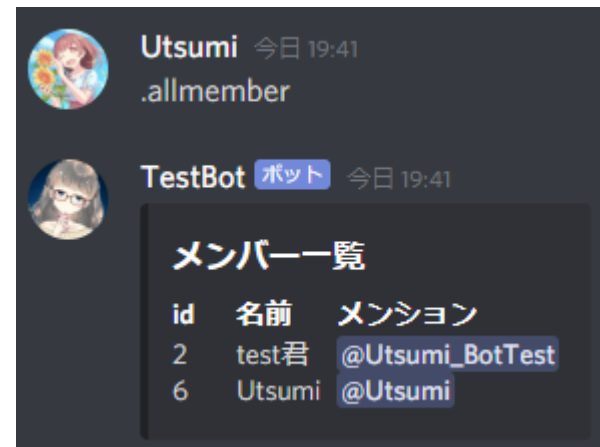 Utsumi 今日 19:41
.allmember
TestBot ボット 今日 19:41
メンバー一覧
id 名前 メンション
2 test君 @Utsumi_BotTest
6 Utsumi @Utsumi